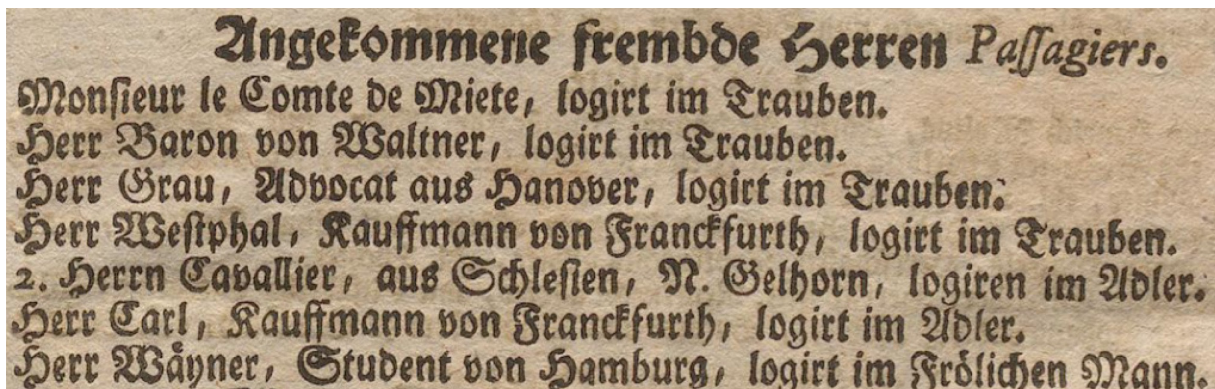 Angekommene frembde Herren Passagiers.
Monsieur le Comte de Miete, logirt im Trauben.
Herr Baron von Waltner, logirt im Trauben.
Herr Grau, Advocat aus Hanover, logirt im Trauben.
Herr Westphal, Kauffmann von Franckfurth, logirt im Trauben.
2. Herrn Cavallier, aus Schlesien, N. Gelhorn, logiren im Adler.
Herr Carl, Kauffmann von Franckfurth, logirt im Adler.
Herr Wäyner, Student von Hamburg, logirt im Frölichen Mann.